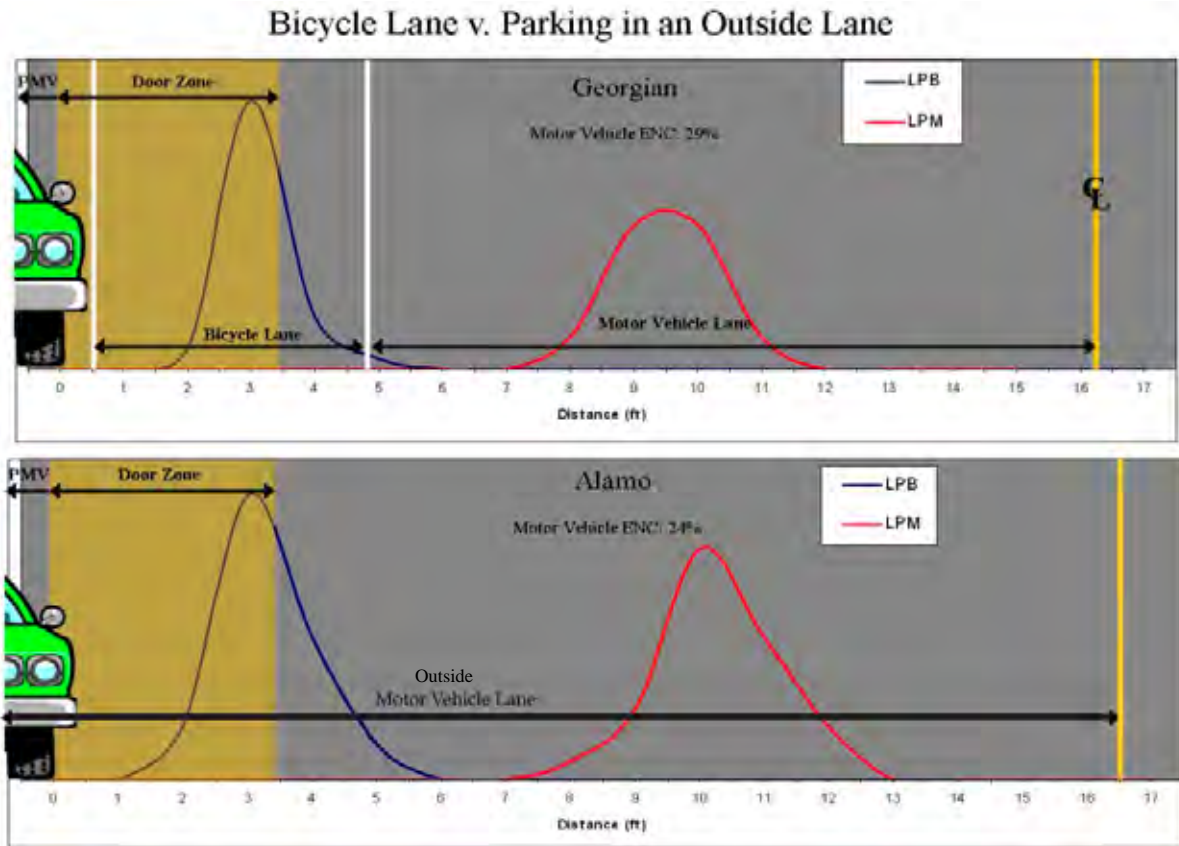 Bicycle Lane v. Parking in an Outside Lane
PMV
Door Zone
Georgian
Motor Vehicle ENC: 29%
LPB
LPM
CL
Bicycle Lane
Motor Vehicle Lane
0 1 2 3 4 5 6 7 8 9 10 11 12 13 14 15 16 17
Distance (ft)
PMV
Door Zone
Alamo
Motor Vehicle ENC: 24%
LPB
LPM
Outside
Motor Vehicle Lane
0 1 2 3 4 5 6 7 8 9 10 11 12 13 14 15 16 17
Distance (ft)